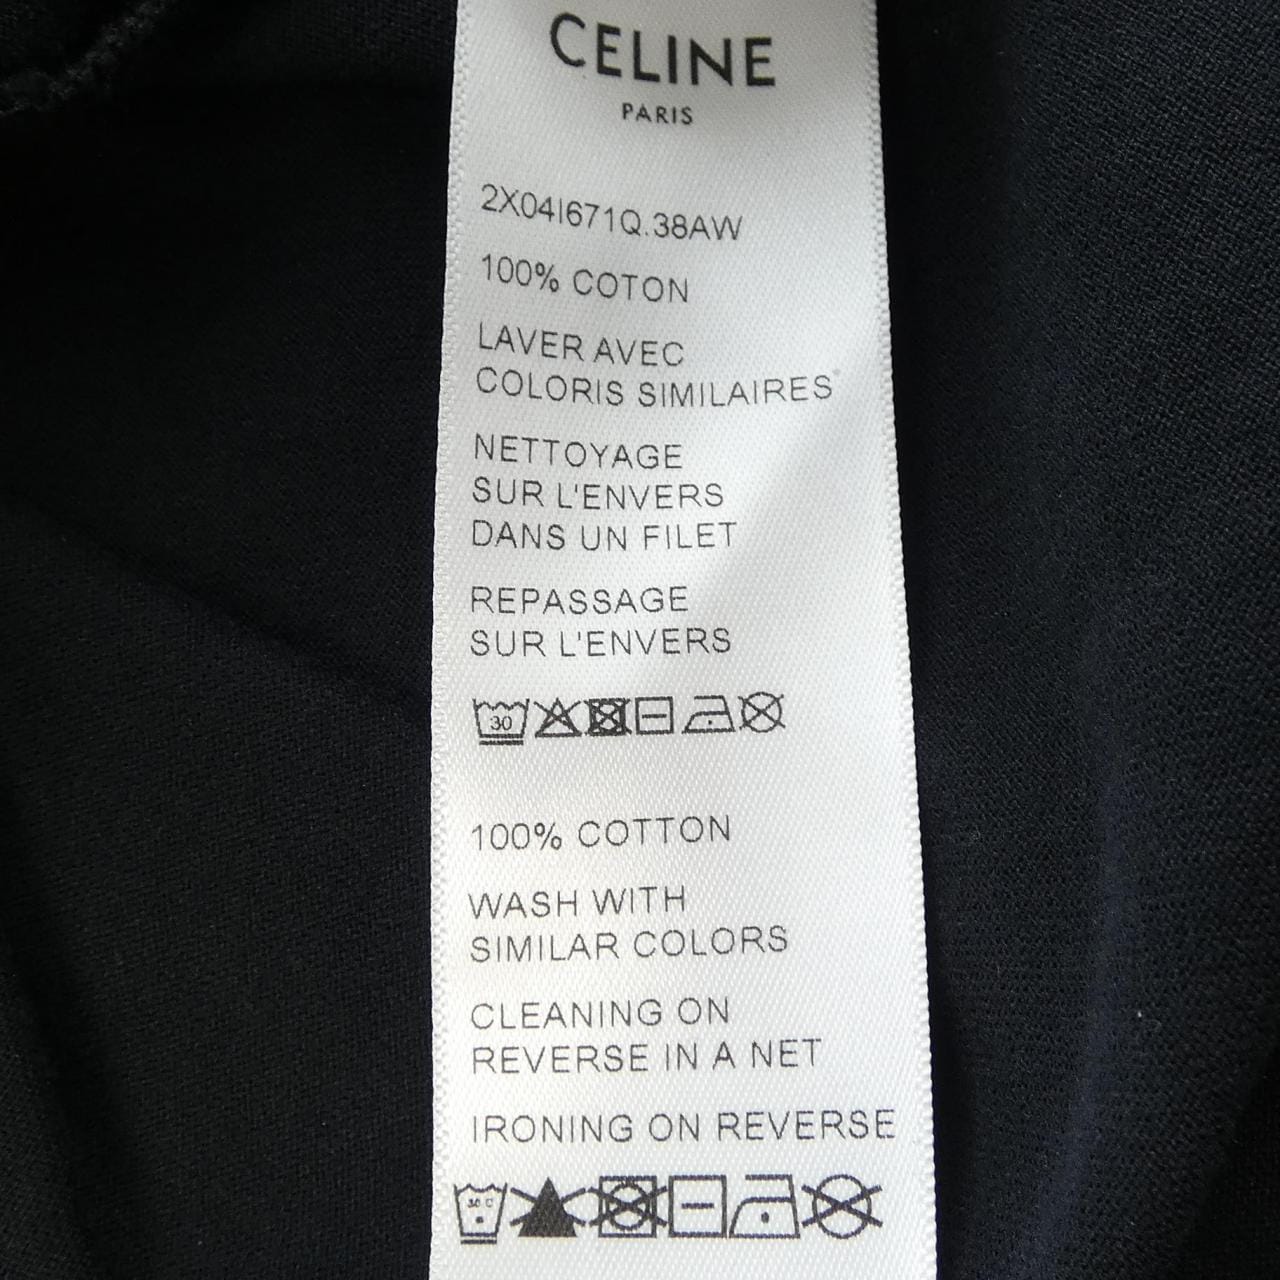 CELINE
PARIS
2X04I671Q.38AW
100% COTON
LAVER AVEC
COLORIS SIMILAIRES
NETTOYAGE
SUR L'ENVERS
DANS UN FILET
REPASSAGE
SUR L'ENVERS
30
100% COTTON
WASH WITH
SIMILAR COLORS
CLEANING ON
REVERSE IN A NET
IRONING ON REVERSE
30 C